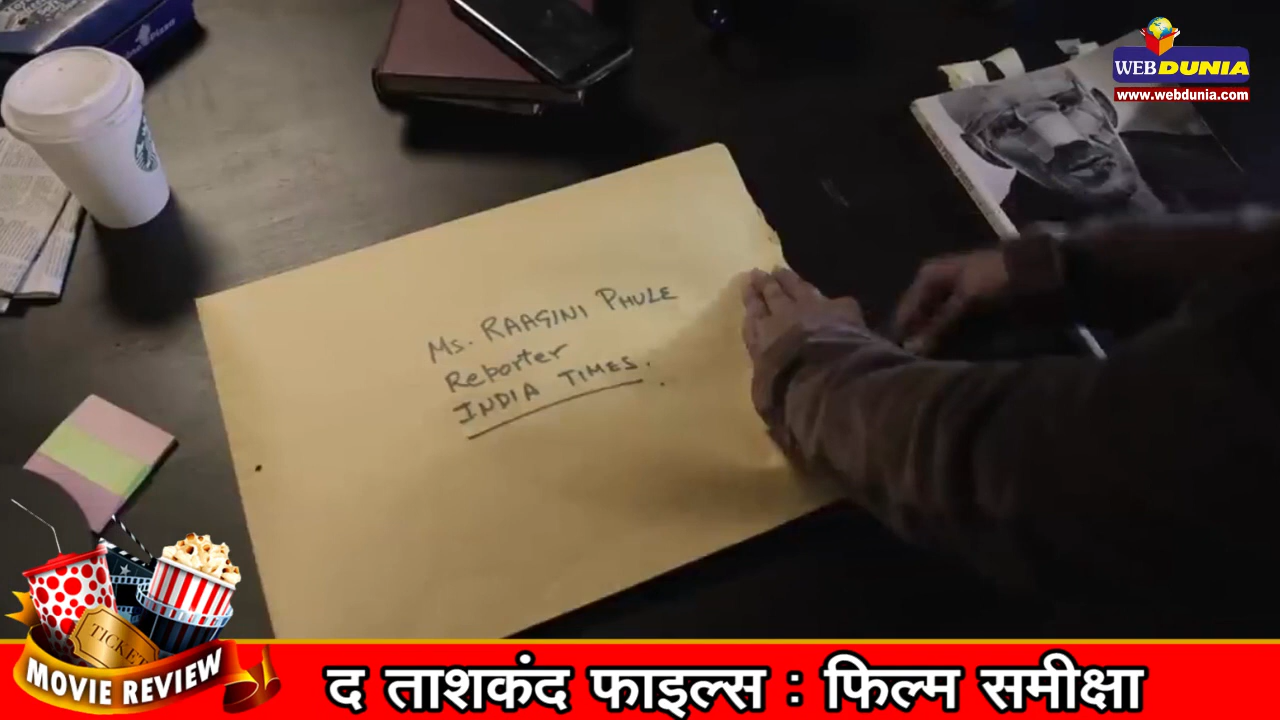 WEBDUNIA
www.webdunia.com
Ms. RAAGINI PHULE
Reporter
INDIA TIMES.
TICKET
MOVIE REVIEW
द ताशकंद फाइल्स : फिल्म समीक्षा